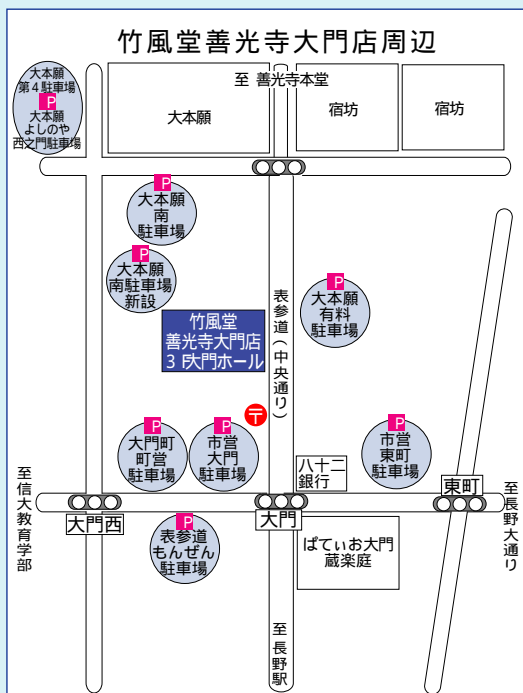 竹風堂善光寺大門店周辺
大本願
第4駐車場
P
大本願
よしのや
西之門駐車場
大本願
至 善光寺本堂
宿坊
宿坊
P
大本願
南
駐車場
P
大本願
南駐車場
新設
竹風堂
善光寺大門店
3F大門ホール
表参道(中央通り)
P
大本願
有料
駐車場
〒
P
大門町
町営
駐車場
P
市営
大門
駐車場
八十二
銀行
P
市営
東町
駐車場
至信大教育学部
大門西
大門
東町
至長野大通り
P
表参道
もんぜん
駐車場
ぱてぃお大門
蔵楽庭
至長野駅